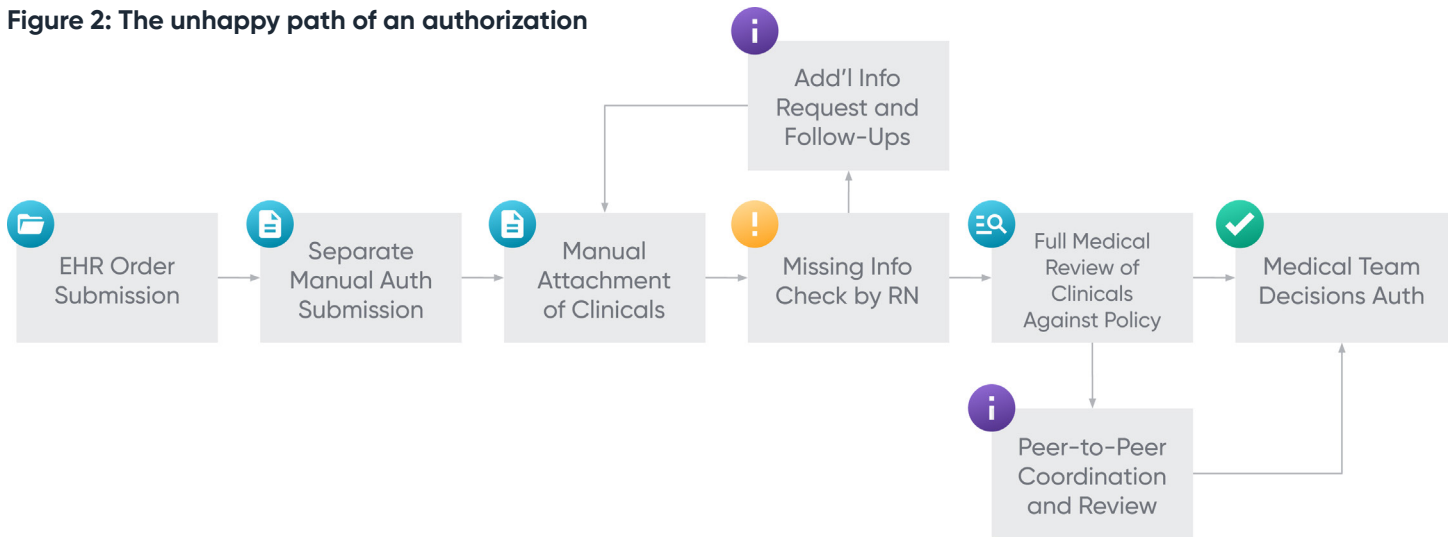 Figure 2: The unhappy path of an authorization
Add’l Info
Request and
Follow-Ups
EHR Order
Submission
Separate
Manual Auth
Submission
Manual
Attachment
of Clinicals
Missing Info
Check by RN
Full Medical
Review of
Clinicals
Against Policy
Medical Team
Decisions Auth
Peer-to-Peer
Coordination
and Review